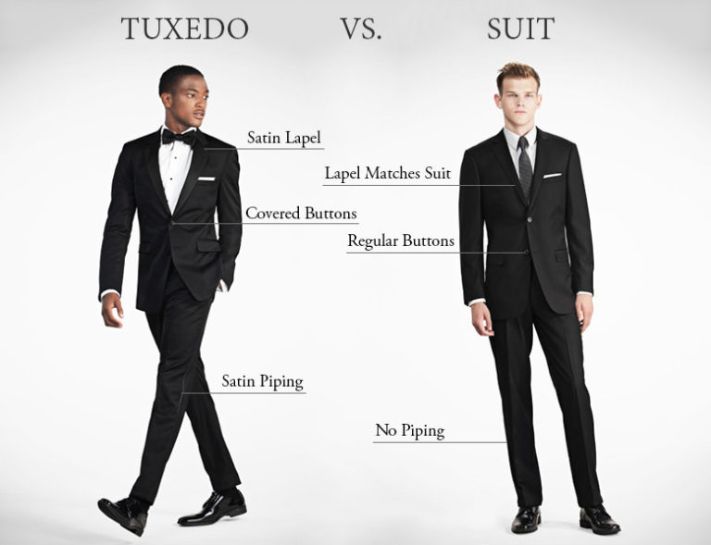 TUXEDO VS. SUIT
Satin Lapel
Lapel Matches Suit
Covered Buttons
Regular Buttons
Satin Piping
No Piping